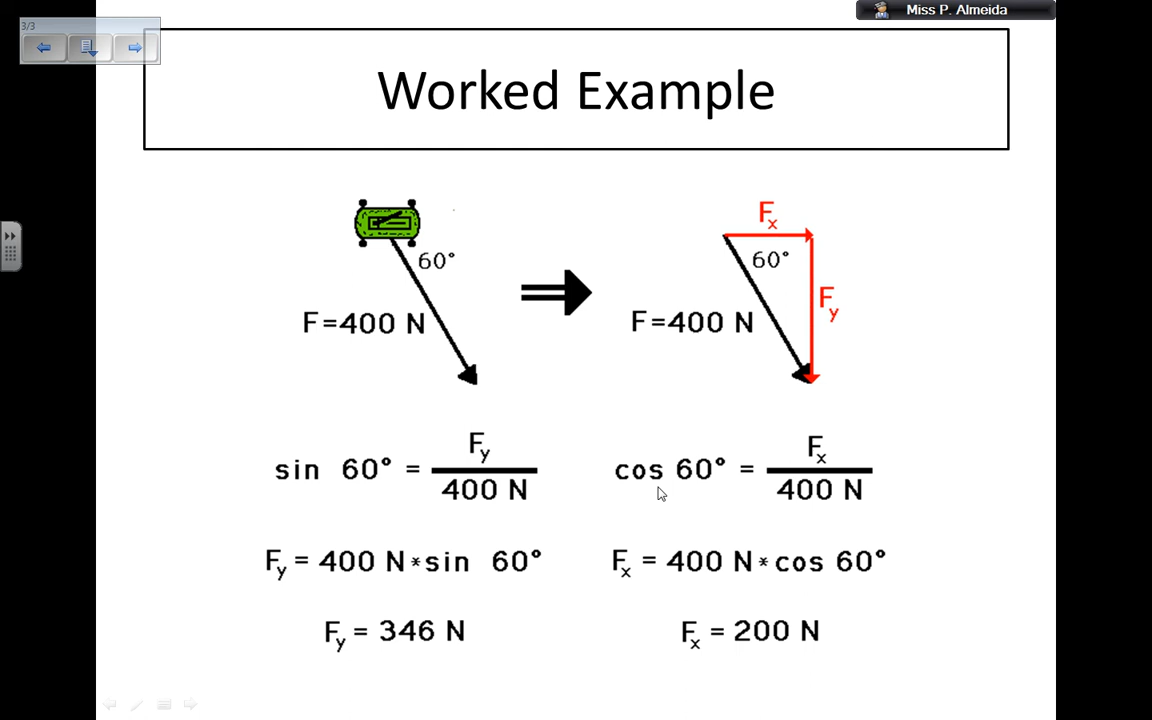 3/3
Miss P. Almeida
Worked Example
60°
F=400 N
Fx
60°
F=400 N
Fy
sin 60° = Fy / 400 N
cos 60° = Fx / 400 N
Fy = 400 N*sin 60°
Fx = 400 N*cos 60°
Fy = 346 N
Fx = 200 N